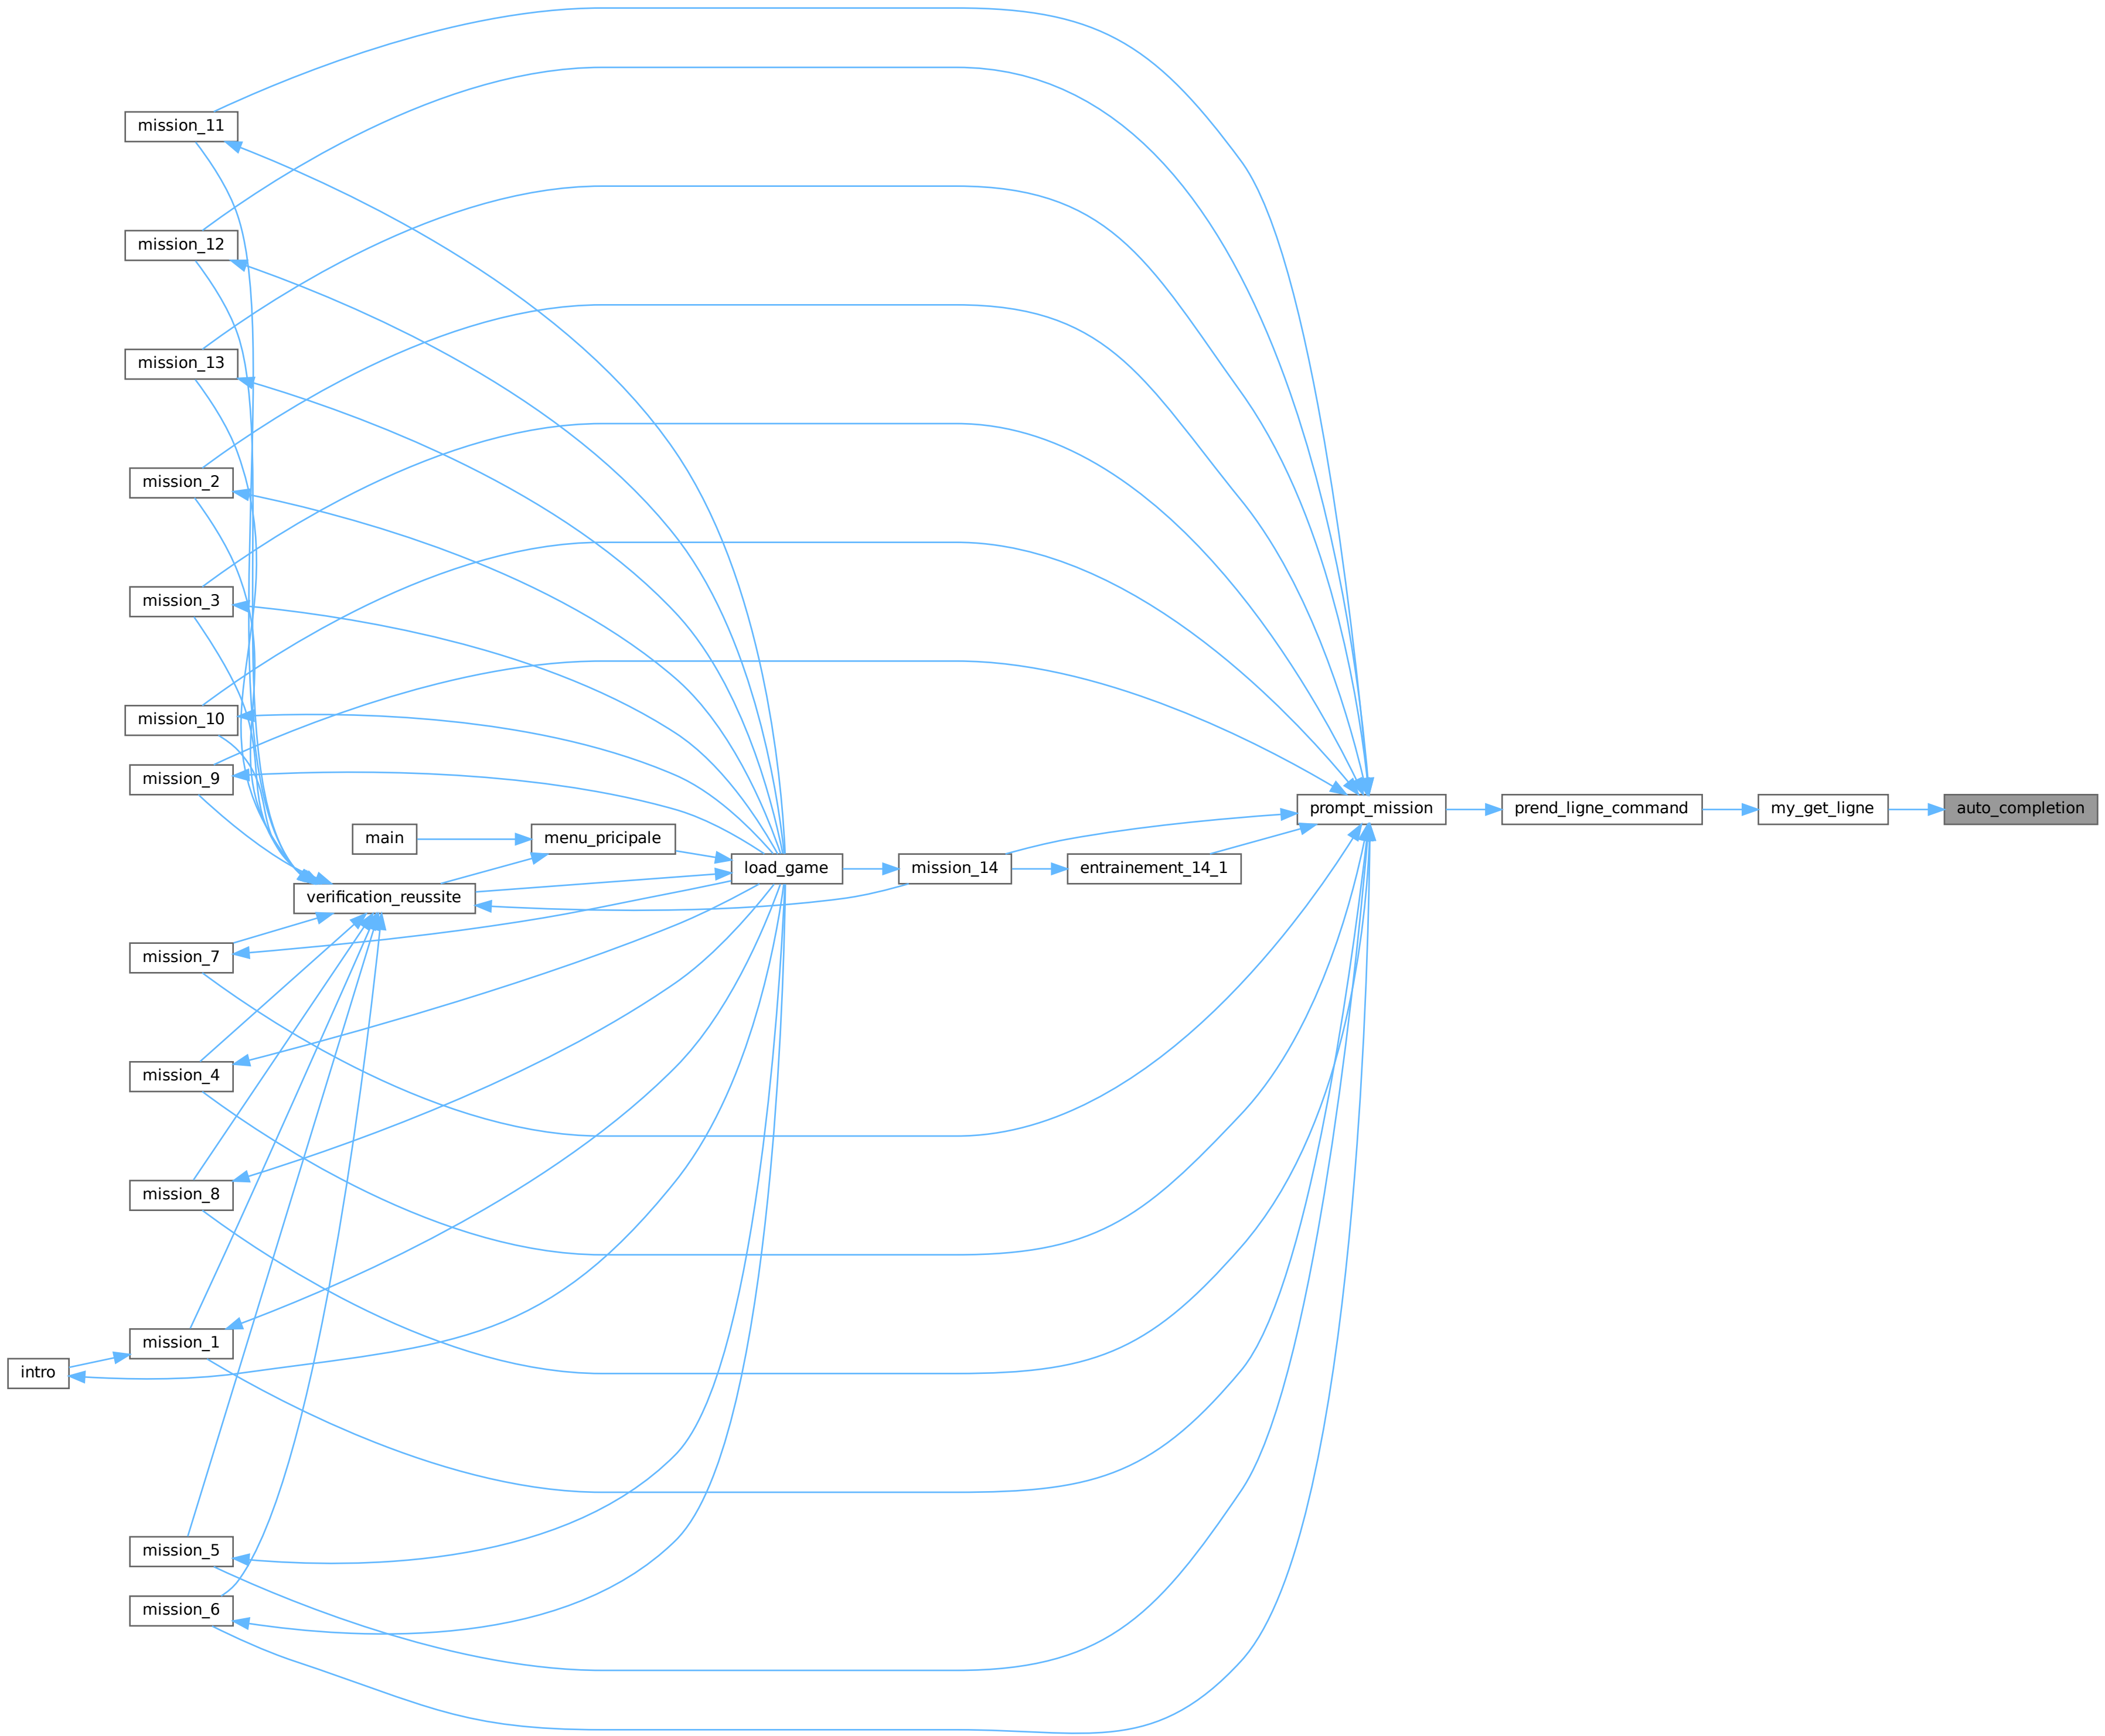 mission_11
mission_12
mission_13
mission_2
mission_3
mission_10
mission_9
prompt_mission
prend_ligne_command
my_get_ligne
auto_completion
main
menu_pricipale
load_game
mission_14
entrainement_14_1
verification_reussite
mission_7
mission_4
mission_8
mission_1
intro
mission_5
mission_6